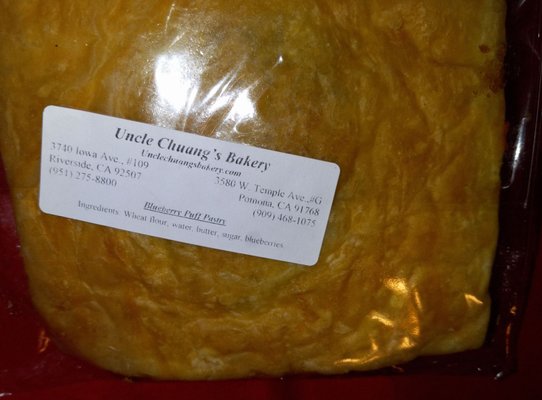 Uncle Chuang's Bakery
Unclechuangsbakery.com
3740 Iowa Ave., #109
Riverside, CA 92507
(951) 275-8800
3580 W. Temple Ave.,#G
Pomona, CA 91768
(909) 468-1075
Blueberry Puff Pastry
Ingredients: Wheat flour, water, butter, sugar, blueberries